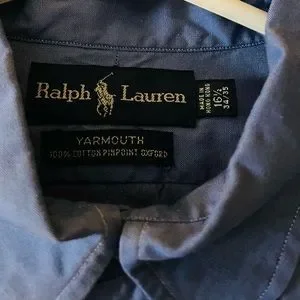 Ralph Lauren
MADE IN
HONG KONG
16½
34/35
YARMOUTH
100% COTTON PINPOINT OXFORD